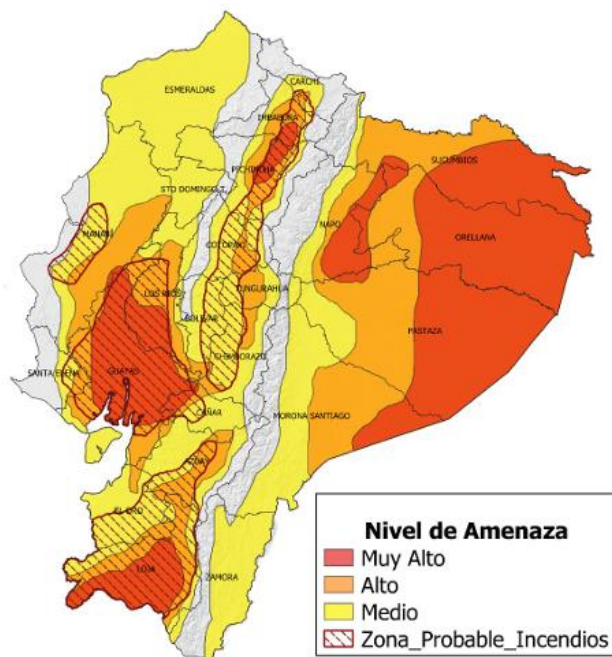 CARCHI
ESMERALDAS
IMBABURA
PICHINCHA
SUCUMBIOS
STO DOMINGO T.
NAPO
ORELLANA
MANABI
COTOPAXI
LOS RIOS
TUNGURAHUA
BOLIVAR
PASTAZA
CHIMBORAZO
SANTA ELENA
GUAYAS
CAÑAR
MORONA SANTIAGO
AZUAY
EL ORO
LOJA
ZAMORA
Nivel de Amenaza
Muy Alto
Alto
Medio
Zona_Probable_Incendios